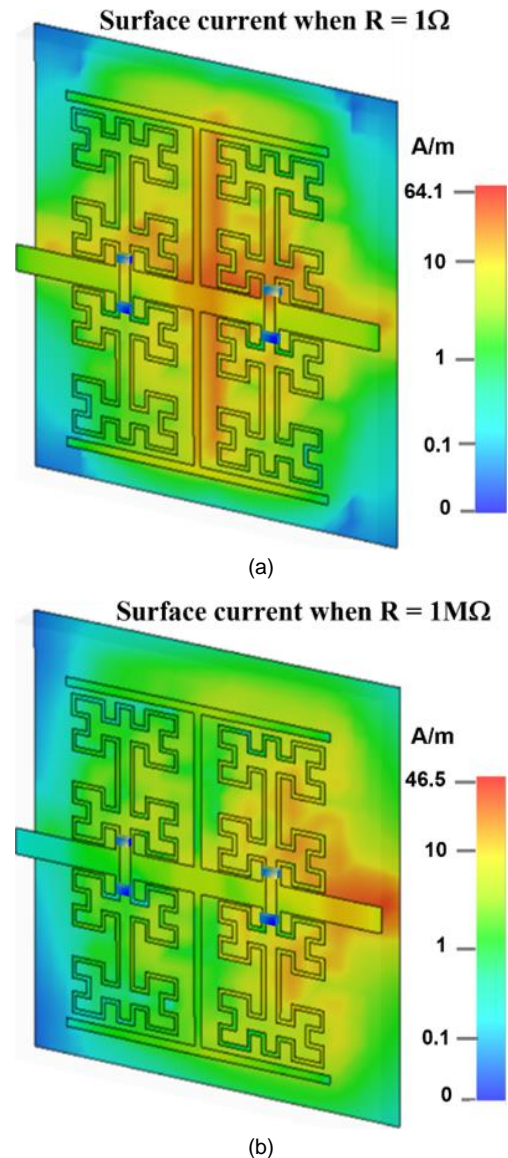 Surface current when R = 1Ω
A/m
64.1
10
1
0.1
0
(a)
Surface current when R = 1MΩ
A/m
46.5
10
1
0.1
0
(b)